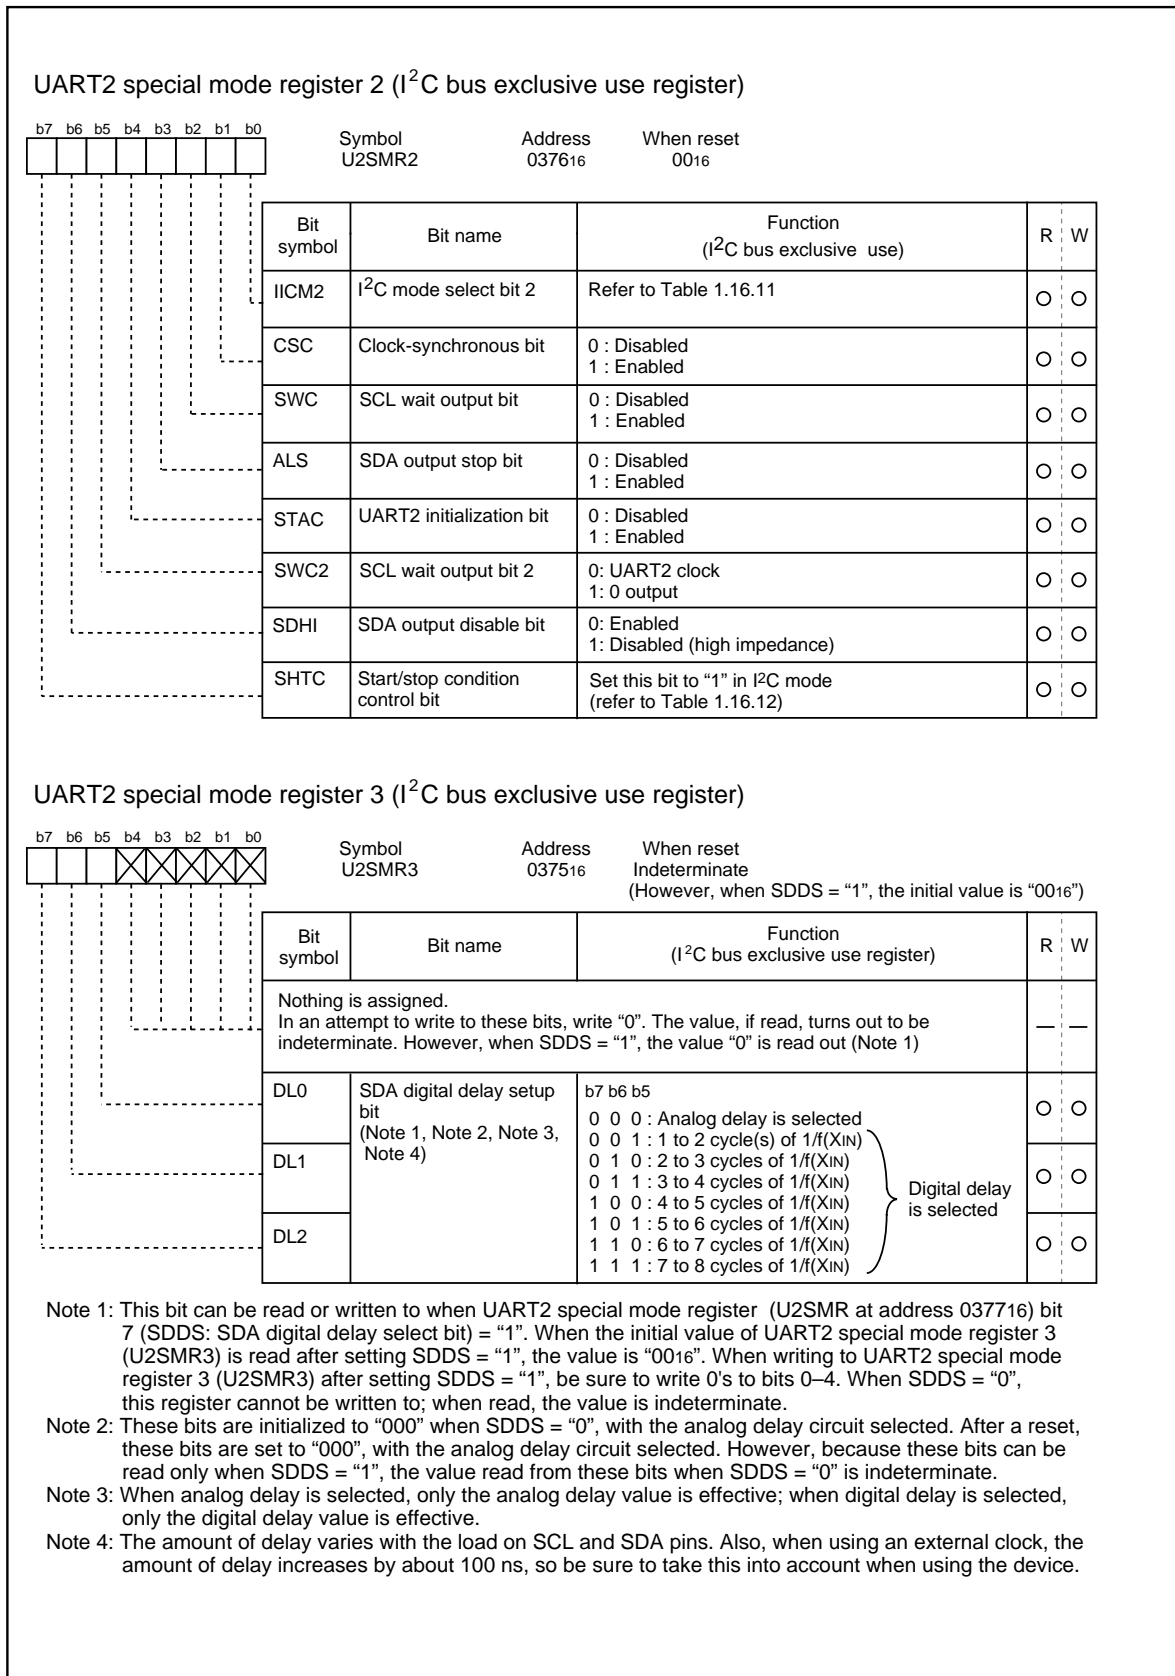 UART2 special mode register 2 (I2C bus exclusive use register)
b7 b6 b5 b4 b3 b2 b1 b0
Symbol Address When reset
U2SMR2 037616 0016
Bit symbol Bit name Function (I2C bus exclusive use) R W
IICM2 I2C mode select bit 2 Refer to Table 1.16.11
CSC Clock-synchronous bit 0 : Disabled
1 : Enabled
SWC SCL wait output bit 0 : Disabled
1 : Enabled
ALS SDA output stop bit 0 : Disabled
1 : Enabled
STAC UART2 initialization bit 0 : Disabled
1 : Enabled
SWC2 SCL wait output bit 2 0: UART2 clock
1: 0 output
SDHI SDA output disable bit 0: Enabled
1: Disabled (high impedance)
SHTC Start/stop condition control bit Set this bit to “1” in I2C mode
(refer to Table 1.16.12)
UART2 special mode register 3 (I2C bus exclusive use register)
b7 b6 b5 b4 b3 b2 b1 b0
Symbol Address When reset
U2SMR3 037516 Indeterminate
(However, when SDDS = “1”, the initial value is “0016”)
Bit symbol Bit name Function (I2C bus exclusive use register) R W
Nothing is assigned.
In an attempt to write to these bits, write “0”. The value, if read, turns out to be
indeterminate. However, when SDDS = “1”, the value “0” is read out (Note 1)
DL0
DL1
DL2
SDA digital delay setup
bit
(Note 1, Note 2, Note 3,
Note 4)
b7 b6 b5
0 0 0 : Analog delay is selected
0 0 1 : 1 to 2 cycle(s) of 1/f(XIN)
0 1 0 : 2 to 3 cycles of 1/f(XIN)
0 1 1 : 3 to 4 cycles of 1/f(XIN)
1 0 0 : 4 to 5 cycles of 1/f(XIN)
1 0 1 : 5 to 6 cycles of 1/f(XIN)
1 1 0 : 6 to 7 cycles of 1/f(XIN)
1 1 1 : 7 to 8 cycles of 1/f(XIN)
Digital delay
is selected
Note 1: This bit can be read or written to when UART2 special mode register (U2SMR at address 037716) bit
7 (SDDS: SDA digital delay select bit) = “1”. When the initial value of UART2 special mode register 3
(U2SMR3) is read after setting SDDS = “1”, the value is “0016”. When writing to UART2 special mode
register 3 (U2SMR3) after setting SDDS = “1”, be sure to write 0's to bits 0–4. When SDDS = “0”,
this register cannot be written to; when read, the value is indeterminate.
Note 2: These bits are initialized to “000” when SDDS = “0”, with the analog delay circuit selected. After a reset,
these bits are set to “000”, with the analog delay circuit selected. However, because these bits can be
read only when SDDS = “1”, the value read from these bits when SDDS = “0” is indeterminate.
Note 3: When analog delay is selected, only the analog delay value is effective; when digital delay is selected,
only the digital delay value is effective.
Note 4: The amount of delay varies with the load on SCL and SDA pins. Also, when using an external clock, the
amount of delay increases by about 100 ns, so be sure to take this into account when using the device.